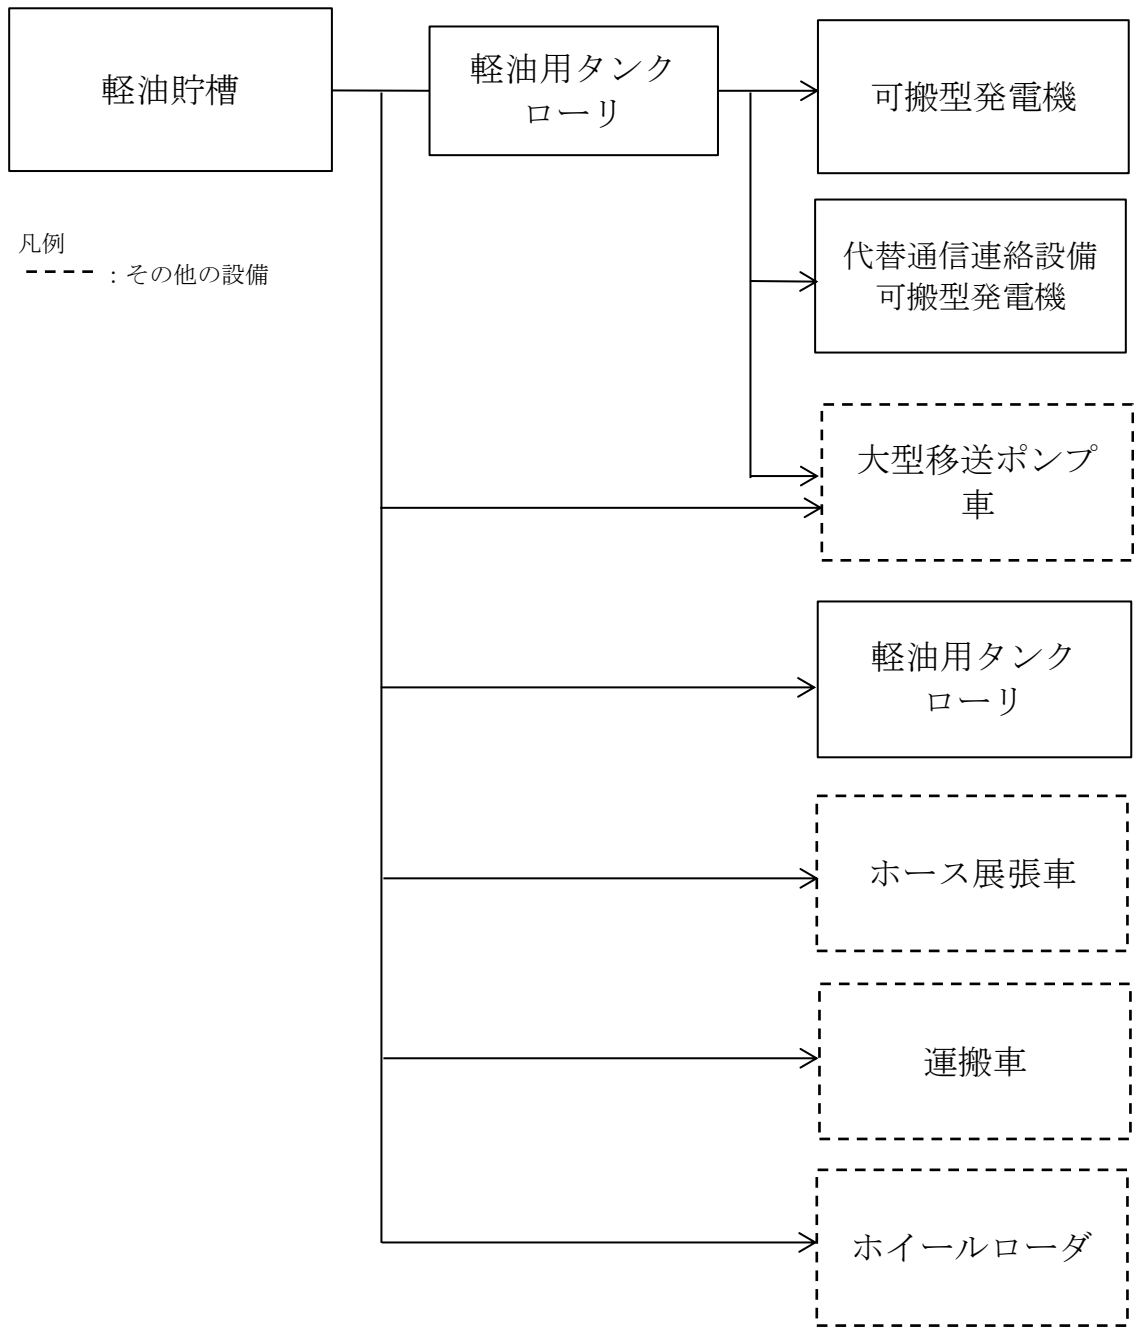 軽油貯槽
軽油用タンク
ローリ
可搬型発電機
凡例
：その他の設備
代替通信連絡設備
可搬型発電機
大型移送ポンプ
車
軽油用タンク
ローリ
ホース展張車
運搬車
ホイールローダ